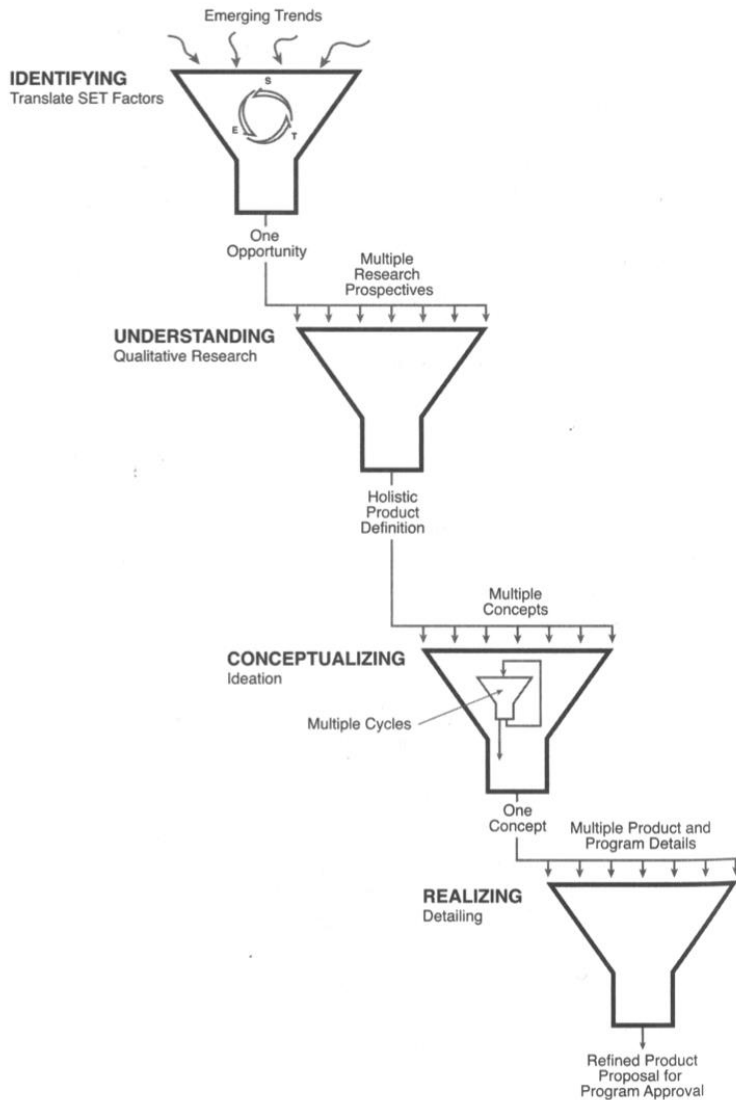 Emerging Trends
IDENTIFYING
Translate SET Factors
S
E
T
One
Opportunity
Multiple
Research
Prospectives
UNDERSTANDING
Qualitative Research
Holistic
Product
Definition
Multiple
Concepts
CONCEPTUALIZING
Ideation
Multiple Cycles
One
Concept
Multiple Product and
Program Details
REALIZING
Detailing
Refined Product
Proposal for
Program Approval